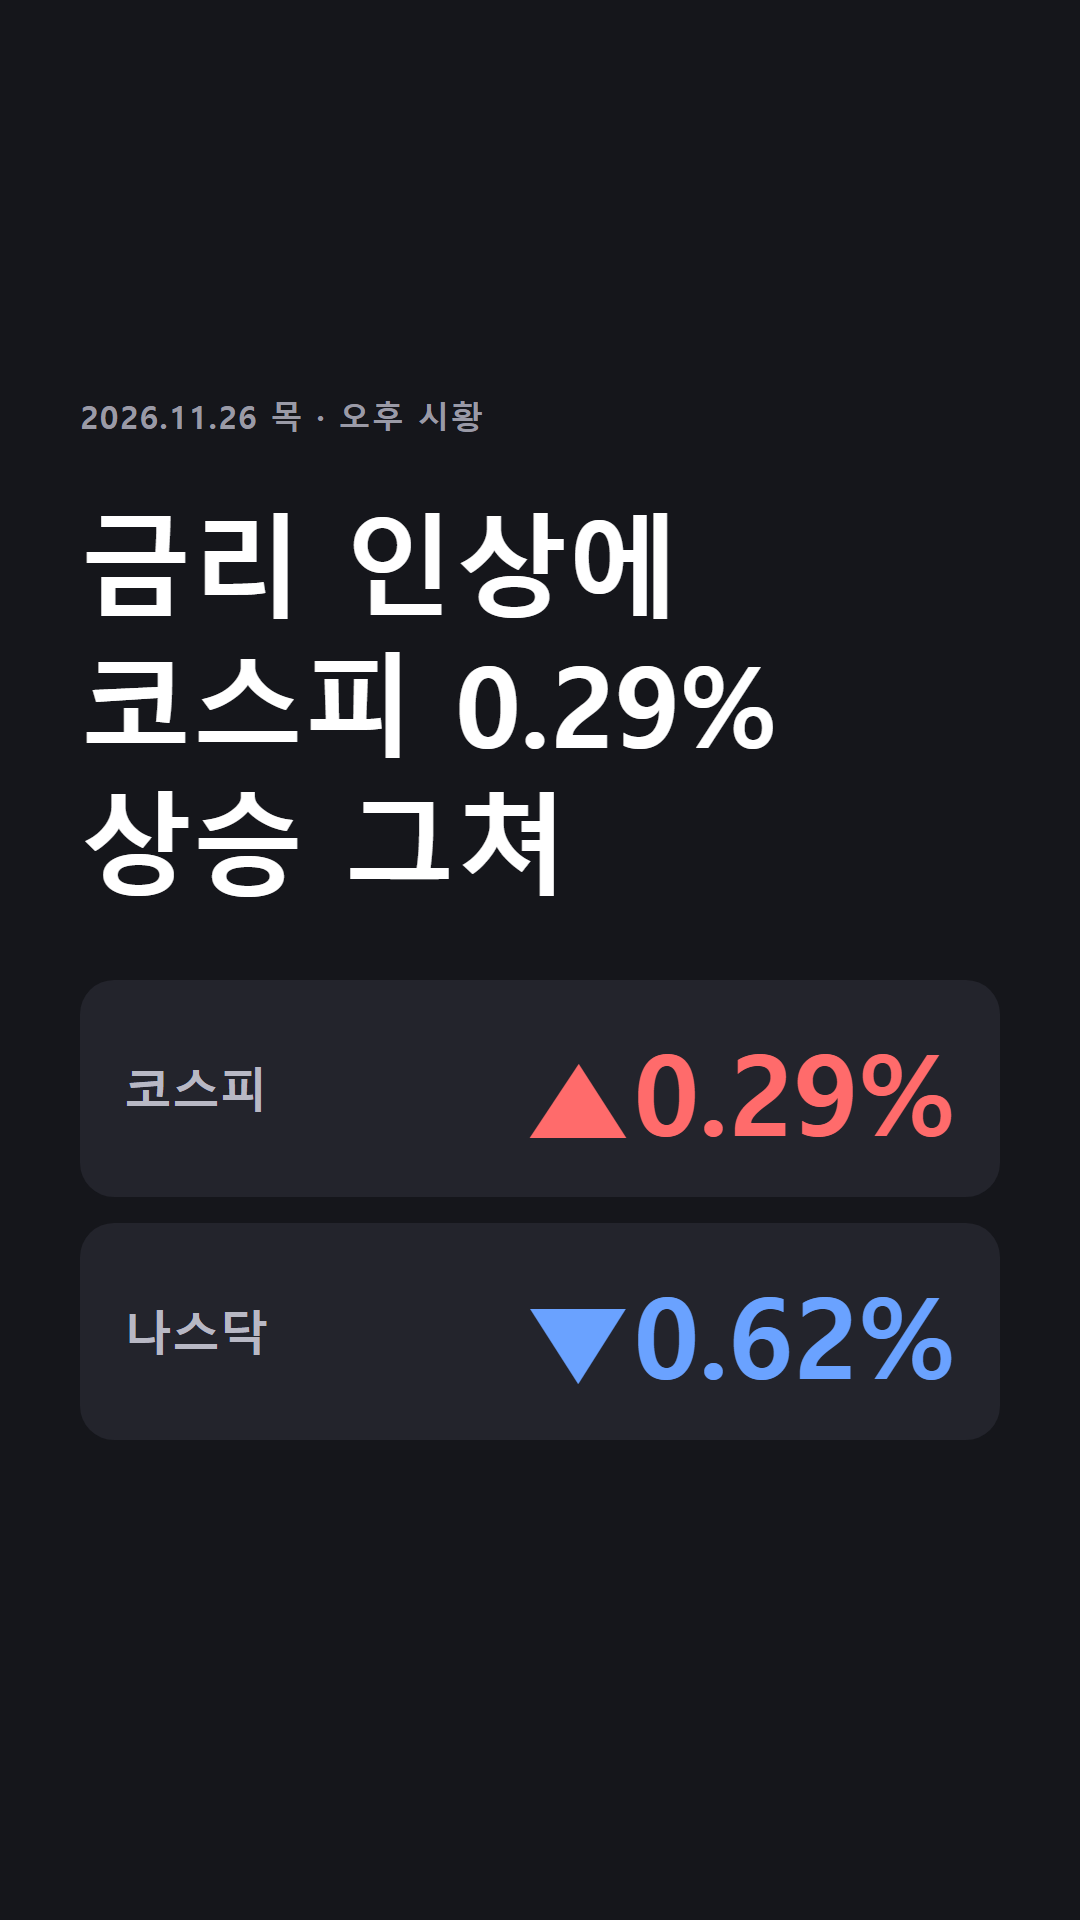 2026.11.26 목 · 오후 시황
금리 인상에
코스피 0.29%
상승 그쳐
코스피 ▲0.29%
나스닥 ▼0.62%